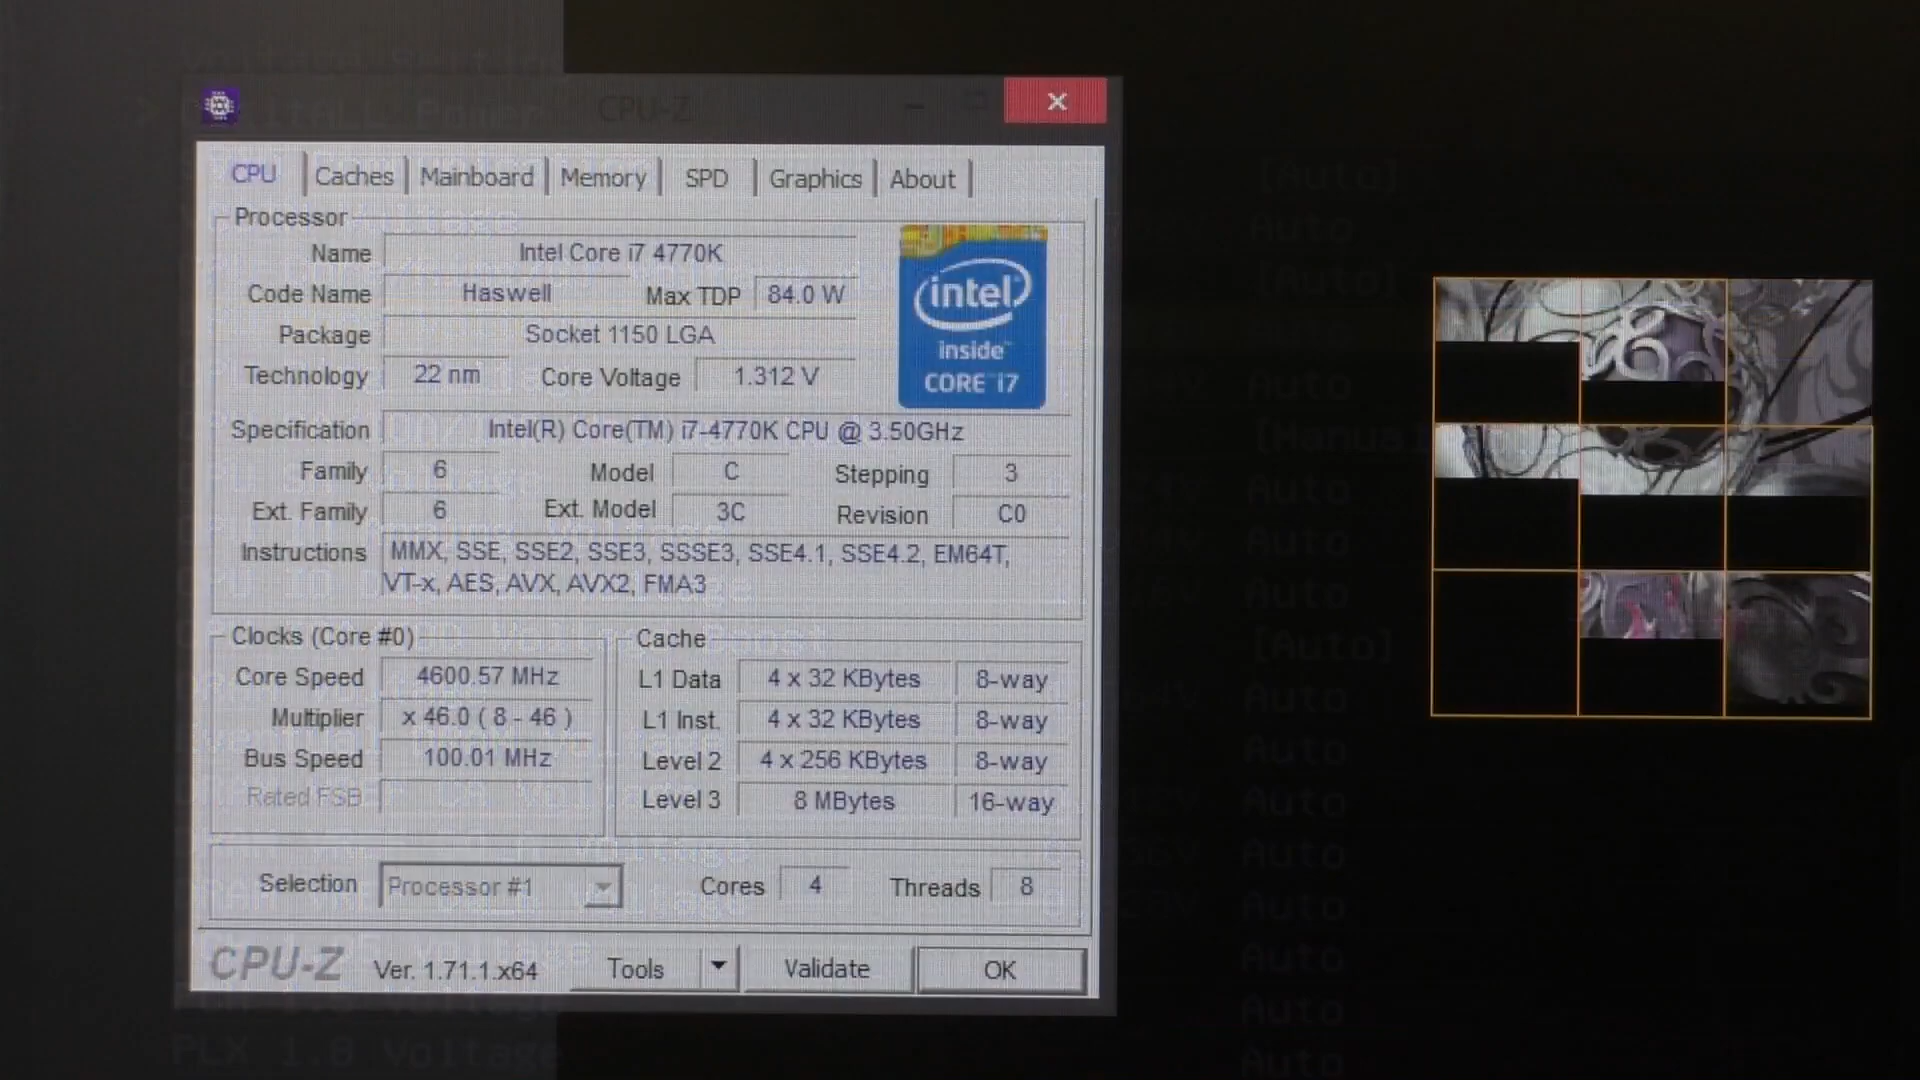 CPU-Z
CPU Caches Mainboard Memory SPD Graphics About
Processor
Name Intel Core i7 4770K
Code Name Haswell Max TDP 84.0 W
Package Socket 1150 LGA
Technology 22 nm Core Voltage 1.312 V
intel inside™ CORE i7
Specification Intel(R) Core(TM) i7-4770K CPU @ 3.50GHz
Family 6 Model C Stepping 3
Ext. Family 6 Ext. Model 3C Revision C0
Instructions MMX, SSE, SSE2, SSE3, SSSE3, SSE4.1, SSE4.2, EM64T,
VT-x, AES, AVX, AVX2, FMA3
Clocks (Core #0)
Core Speed 4600.57 MHz
Multiplier x 46.0 ( 8 - 46 )
Bus Speed 100.01 MHz
Rated FSB
Cache
L1 Data 4 x 32 KBytes 8-way
L1 Inst. 4 x 32 KBytes 8-way
Level 2 4 x 256 KBytes 8-way
Level 3 8 MBytes 16-way
Selection Processor #1 Cores 4 Threads 8
CPU-Z Ver. 1.71.1.x64 Tools Validate OK
[Auto]
Auto
[Auto]
Auto
Auto
Auto
Auto
[Auto]
Auto
Auto
Auto
Auto
Auto
Auto
Auto
PLX 1.8 Voltage Auto